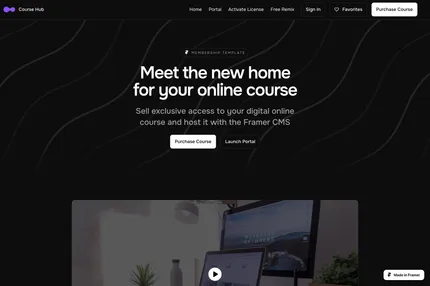 Course Hub
Home Portal Activate License Free Remix Sign In Favorites Purchase Course
MEMBERSHIP TEMPLATE
Meet the new home
for your online course
Sell exclusive access to your digital online
course and host it with the Framer CMS
Purchase Course Launch Portal
Made in Framer